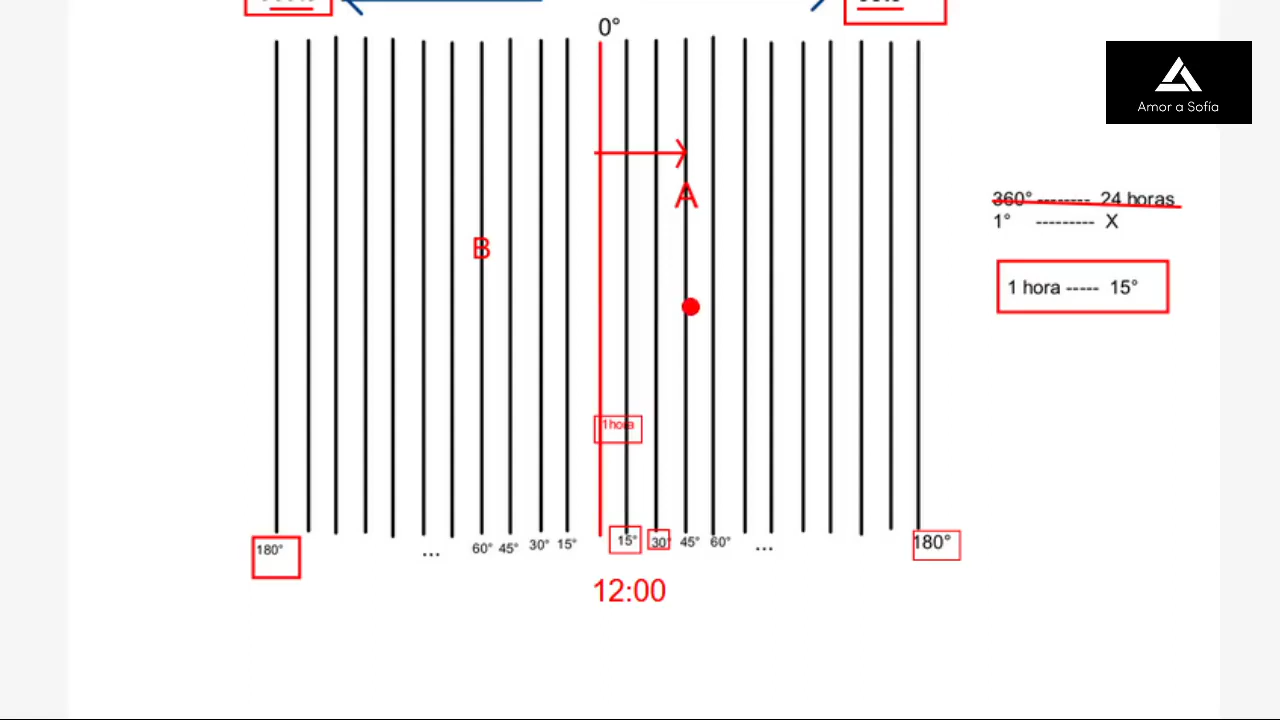 0°
Amor a Sofía
A
360° -------- 24 horas
1° --------- X
B
1 hora ----- 15°
1hora
180°
...
60° 45° 30° 15°
15° 30° 45° 60°
...
180°
12:00